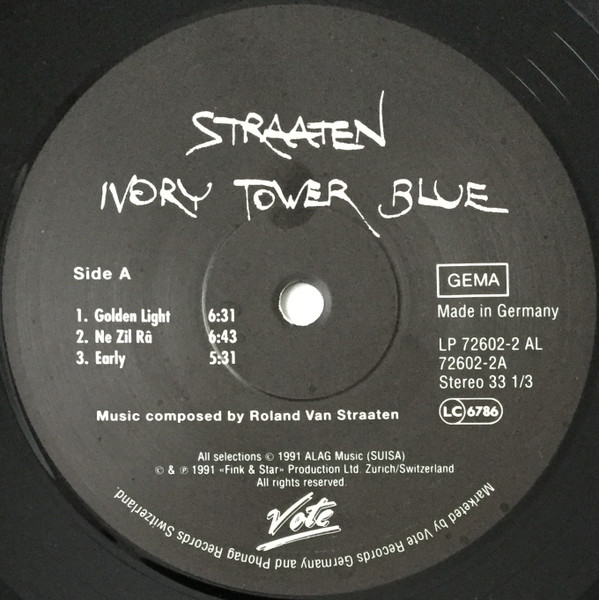 STRAATEN
IVORY TOWER BLUE
Side A
1. Golden Light 6:31
2. Ne Zil Râ 6:43
3. Early 5:31
GEMA
Made in Germany
LP 72602-2 AL
72602-2A
Stereo 33 1/3
LC 6786
Music composed by Roland Van Straaten
All selections © 1991 ALAG Music (SUISA)
© & ℗ 1991 «Fink & Star» Production Ltd. Zurich/Switzerland
All rights reserved.
Vote
Marketed by Vote Records Germany and Phonag Records Switzerland.